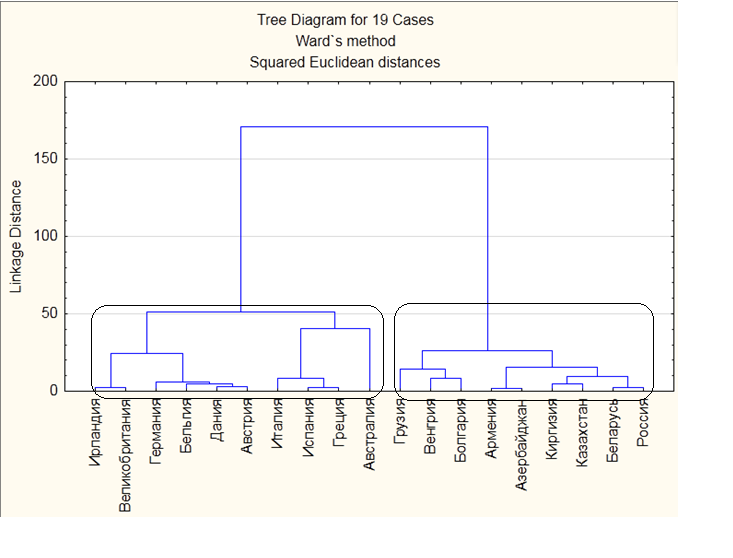 Tree Diagram for 19 Cases
Ward`s method
Squared Euclidean distances
200
150
100
50
0
Linkage Distance
Ирландия
Великобритания
Германия
Бельгия
Дания
Австрия
Италия
Испания
Греция
Австралия
Грузия
Венгрия
Болгария
Армения
Азербайджан
Киргизия
Казахстан
Беларусь
Россия